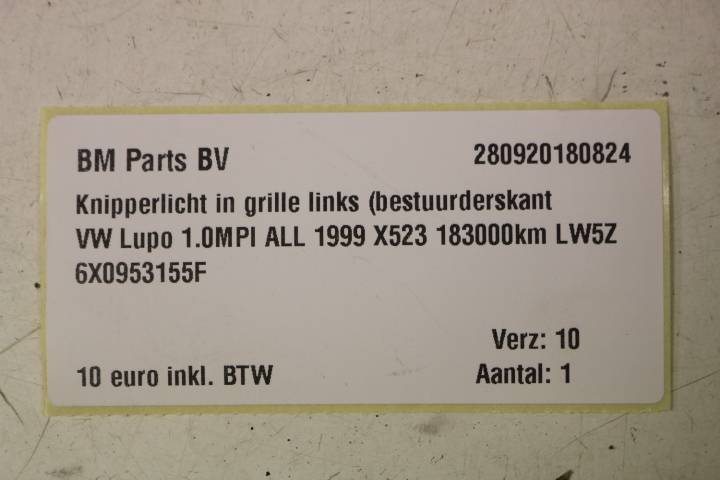 BM Parts BV 280920180824
Knipperlicht in grille links (bestuurderskant
VW Lupo 1.0MPI ALL 1999 X523 183000km LW5Z
6X0953155F
Verz: 10
10 euro inkl. BTW Aantal: 1